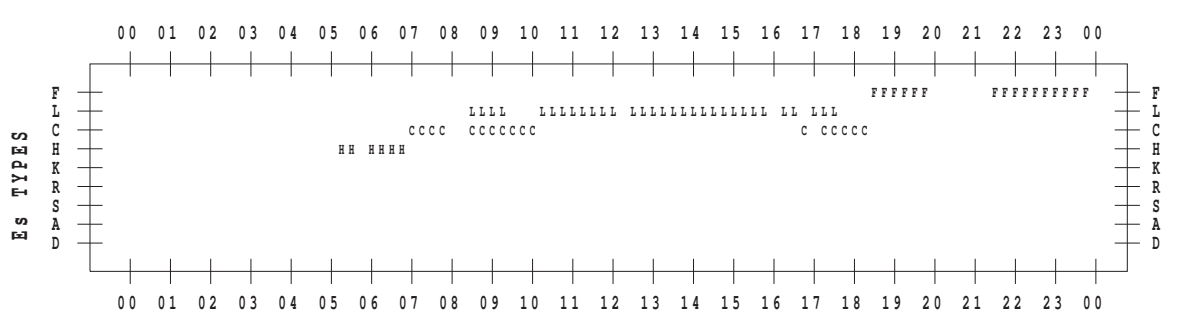 00 01 02 03 04 05 06 07 08 09 10 11 12 13 14 15 16 17 18 19 20 21 22 23 00
F FFFFFF FFFFFFFFFF F
L LLLL LLLLLLLL LLLLLLLLLLLLLL LL LLL L
C CCCC CCCCCCC C CCCCC C
H HH HHHH H
K K
R R
S S
A A
D D
Es TYPES
00 01 02 03 04 05 06 07 08 09 10 11 12 13 14 15 16 17 18 19 20 21 22 23 00